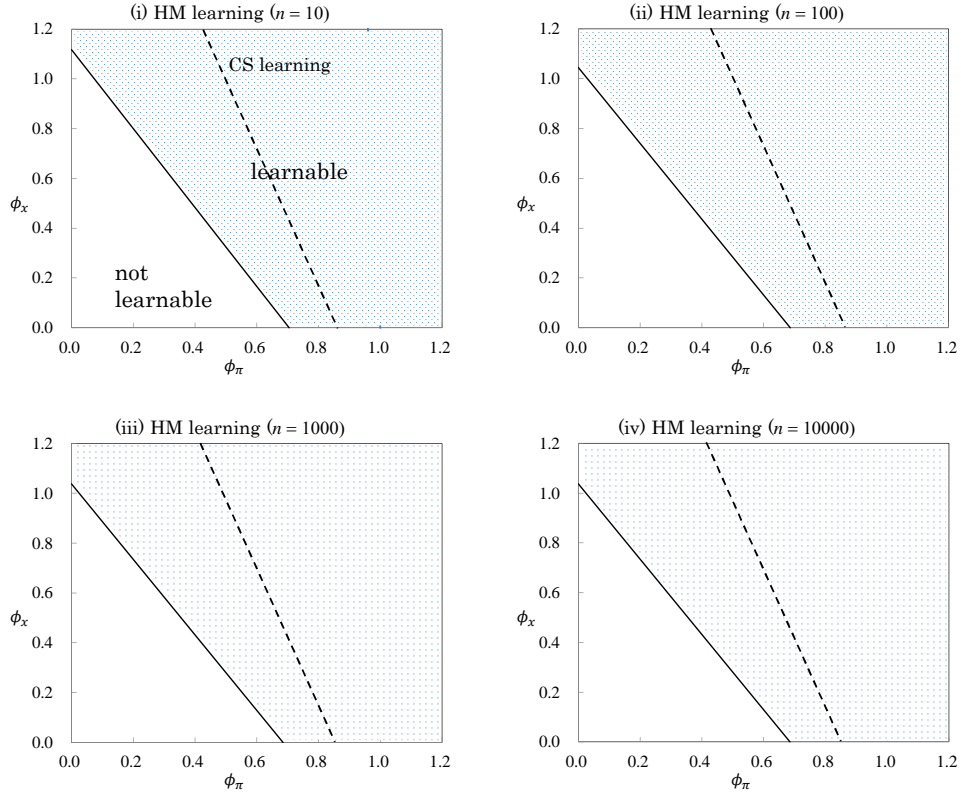 (i) HM learning (n = 10)
1.2
1.0
0.8
0.6
0.4
0.2
0.0
ϕx
CS learning
learnable
not
learnable
0.0 0.2 0.4 0.6 0.8 1.0 1.2
ϕπ
(ii) HM learning (n = 100)
1.2
1.0
0.8
0.6
0.4
0.2
0.0
ϕx
0.0 0.2 0.4 0.6 0.8 1.0 1.2
ϕπ
(iii) HM learning (n = 1000)
1.2
1.0
0.8
0.6
0.4
0.2
0.0
ϕx
0.0 0.2 0.4 0.6 0.8 1.0 1.2
ϕπ
(iv) HM learning (n = 10000)
1.2
1.0
0.8
0.6
0.4
0.2
0.0
ϕx
0.0 0.2 0.4 0.6 0.8 1.0 1.2
ϕπ